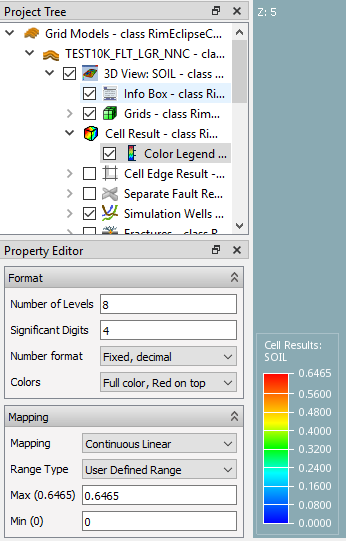 Project Tree
Grid Models - class RimEclipseC...
TEST10K_FLT_LGR_NNC - class...
3D View: SOIL - class ...
Info Box - class Ri...
Grids - class Rim...
Cell Result - class Ri...
Color Legend ...
Cell Edge Result - ...
Separate Fault Re...
Simulation Wells ...
Fractures - class R...
Property Editor
Format
Number of Levels 8
Significant Digits 4
Number format Fixed, decimal
Colors Full color, Red on top
Mapping
Mapping Continuous Linear
Range Type User Defined Range
Max (0.6465) 0.6465
Min (0) 0
Z: 5
Cell Results:
SOIL
0.6465
0.5600
0.4800
0.4000
0.3200
0.2400
0.1600
0.0800
0.0000